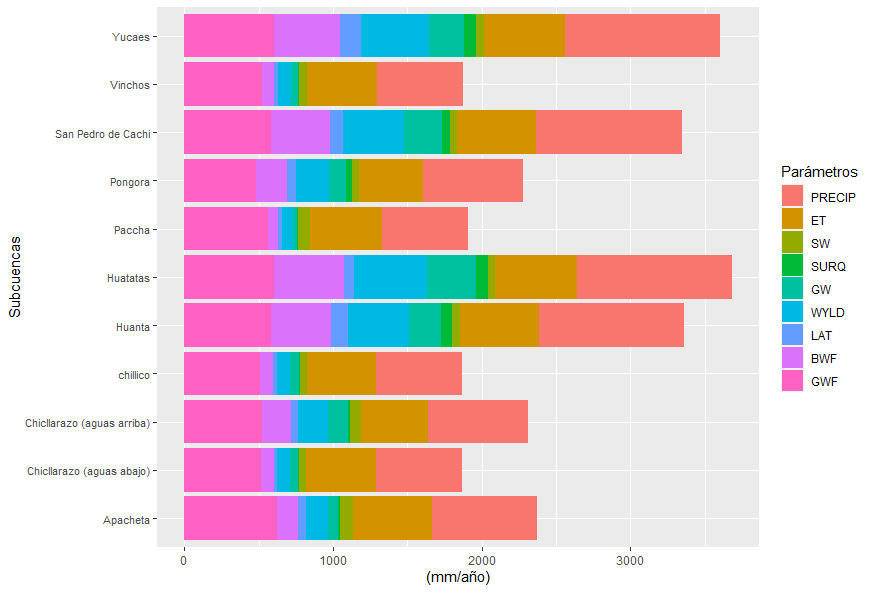 Subcuencas
Yucaes
Vinchos
San Pedro de Cachi
Pongora
Paccha
Huatatas
Huanta
chillico
Chicllarazo (aguas arriba)
Chicllarazo (aguas abajo)
Apacheta
0 1000 2000 3000
(mm/año)
Parámetros
PRECIP
ET
SW
SURQ
GW
WYLD
LAT
BWF
GWF